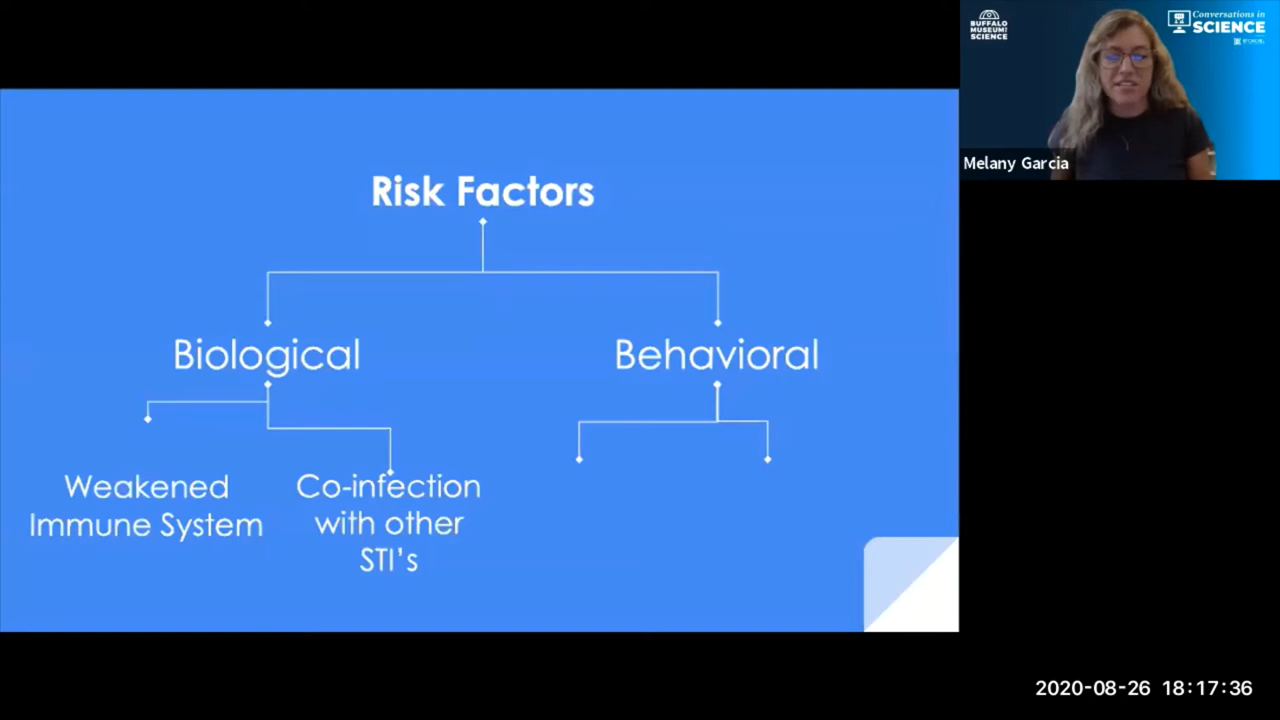 Risk Factors
Biological
Behavioral
Weakened
Immune System
Co-infection
with other
STI's
BUFFALO
MUSEUM OF
SCIENCE
Conversations in
SCIENCE
Melany Garcia
2020-08-26 18:17:36